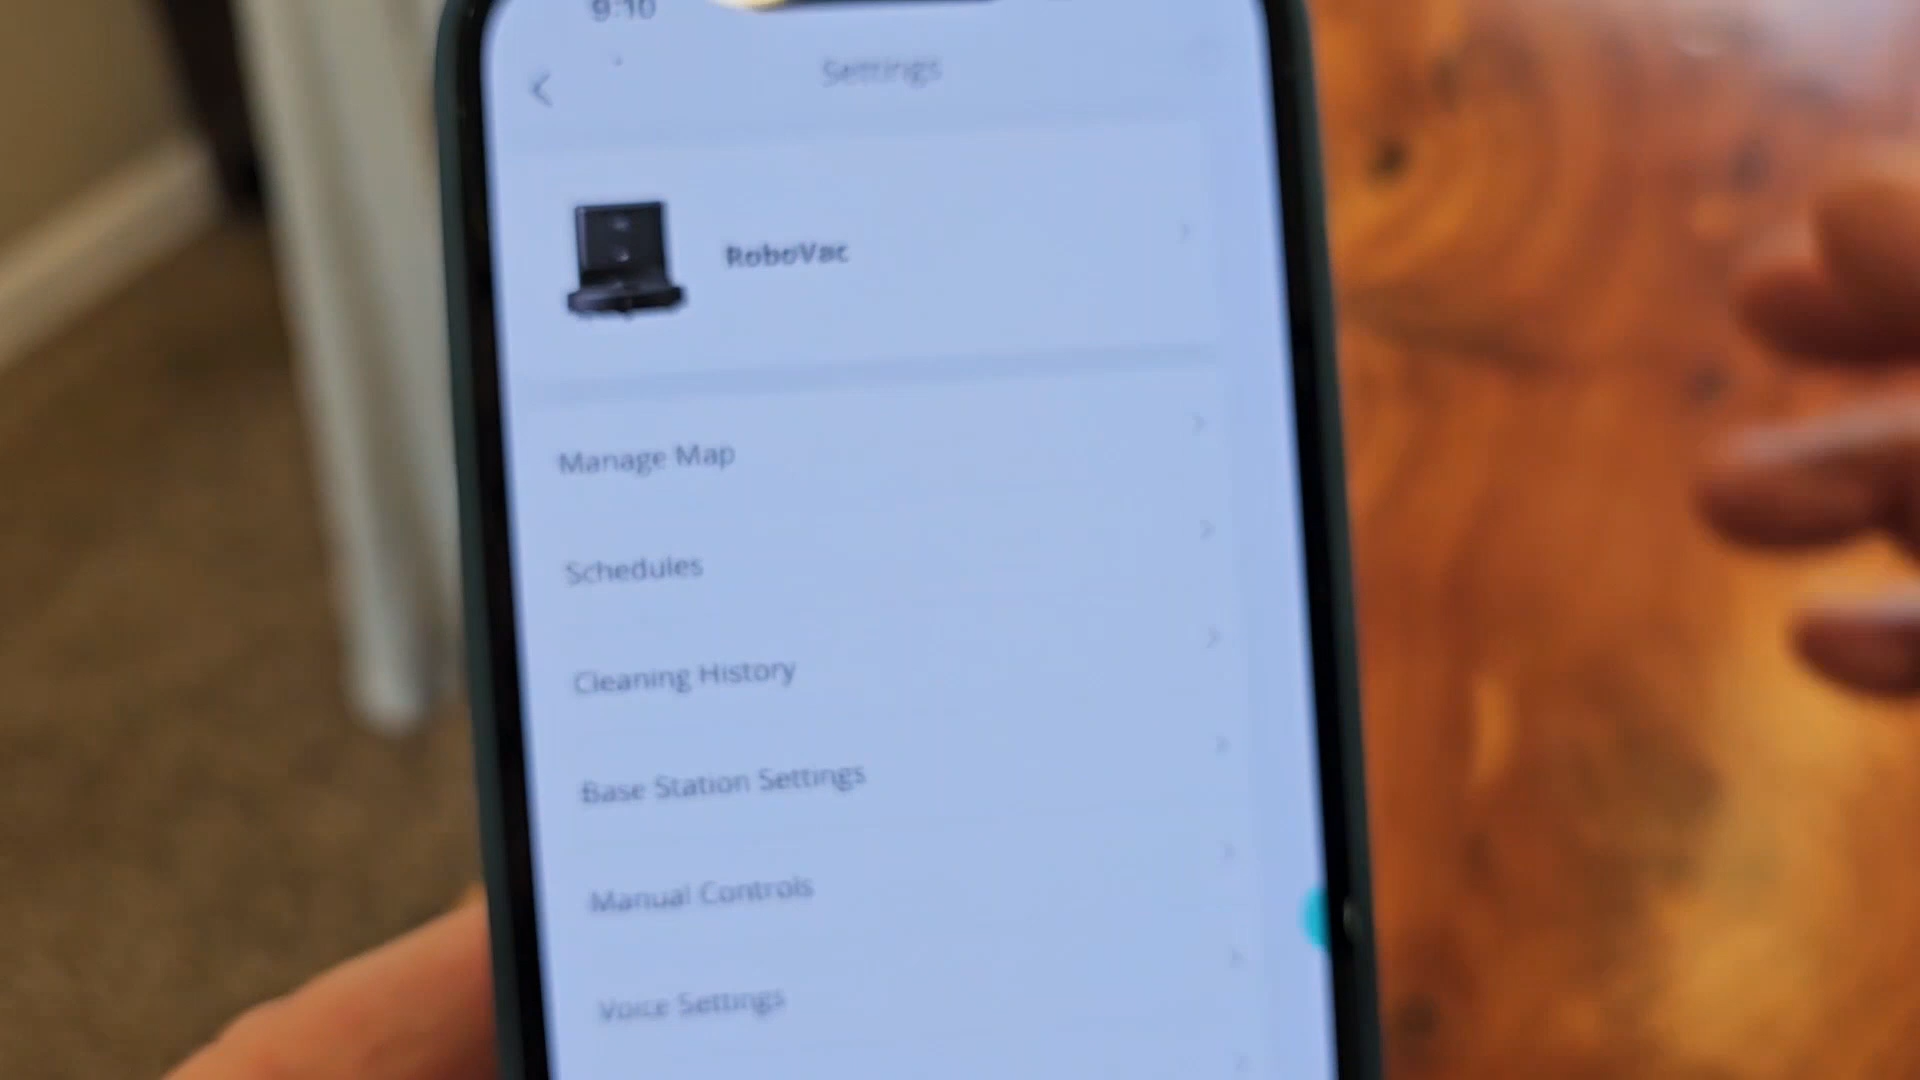 9:10
Settings
RoboVac
Manage Map
Schedules
Cleaning History
Base Station Settings
Manual Controls
Voice Settings